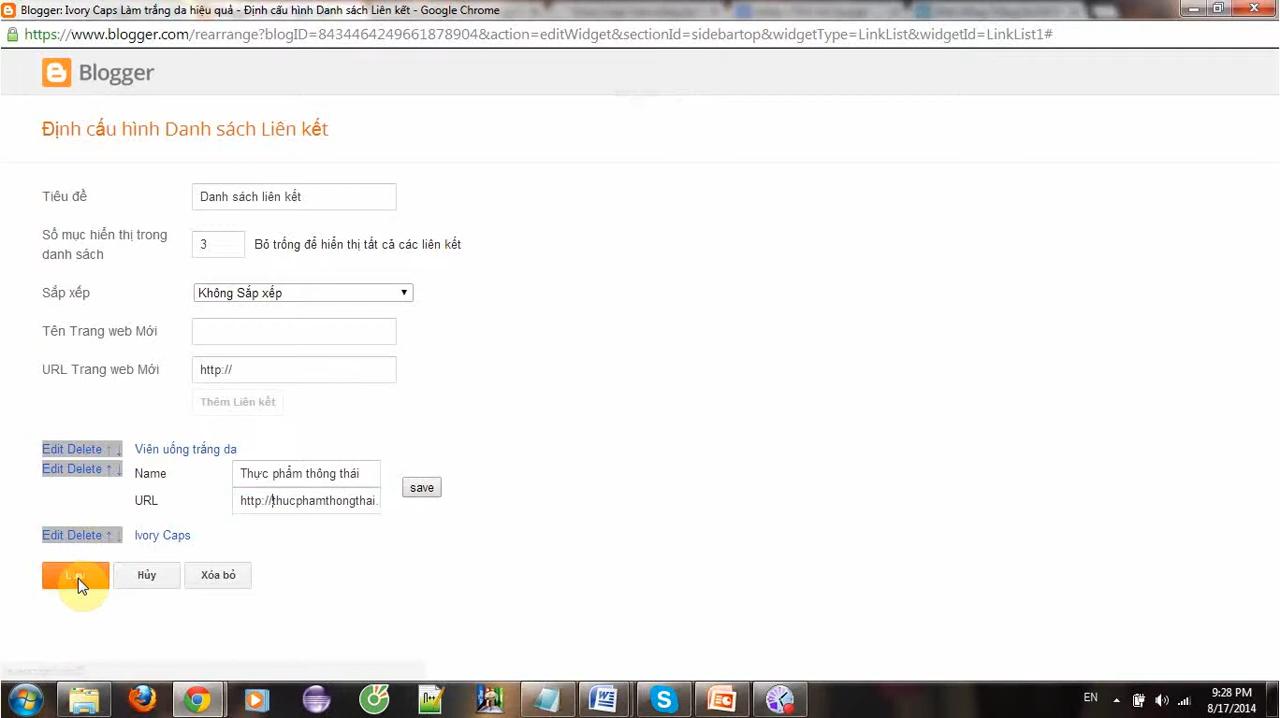 Blogger: Ivory Caps Làm trắng da hiệu quả - Định cấu hình Danh sách Liên kết - Google Chrome
https://www.blogger.com/rearrange?blogID=8434464249661878904&action=editWidget&sectionId=sidebartop&widgetType=LinkList&widgetId=LinkList1#
Blogger
Định cấu hình Danh sách Liên kết
Tiêu đề Danh sách liên kết
Số mục hiển thị trong
danh sách
3 Bỏ trống để hiển thị tất cả các liên kết
Sắp xếp Không Sắp xếp
Tên Trang web Mới
URL Trang web Mới http://
Thêm Liên kết
Edit Delete ↑ ↓ Viên uống trắng da
Edit Delete ↑ ↓ Name Thực phẩm thông thái
save
URL http://thucphamthongthai.
Edit Delete ↑ ↓ Ivory Caps
Hủy Xóa bỏ
EN
9:28 PM
8/17/2014